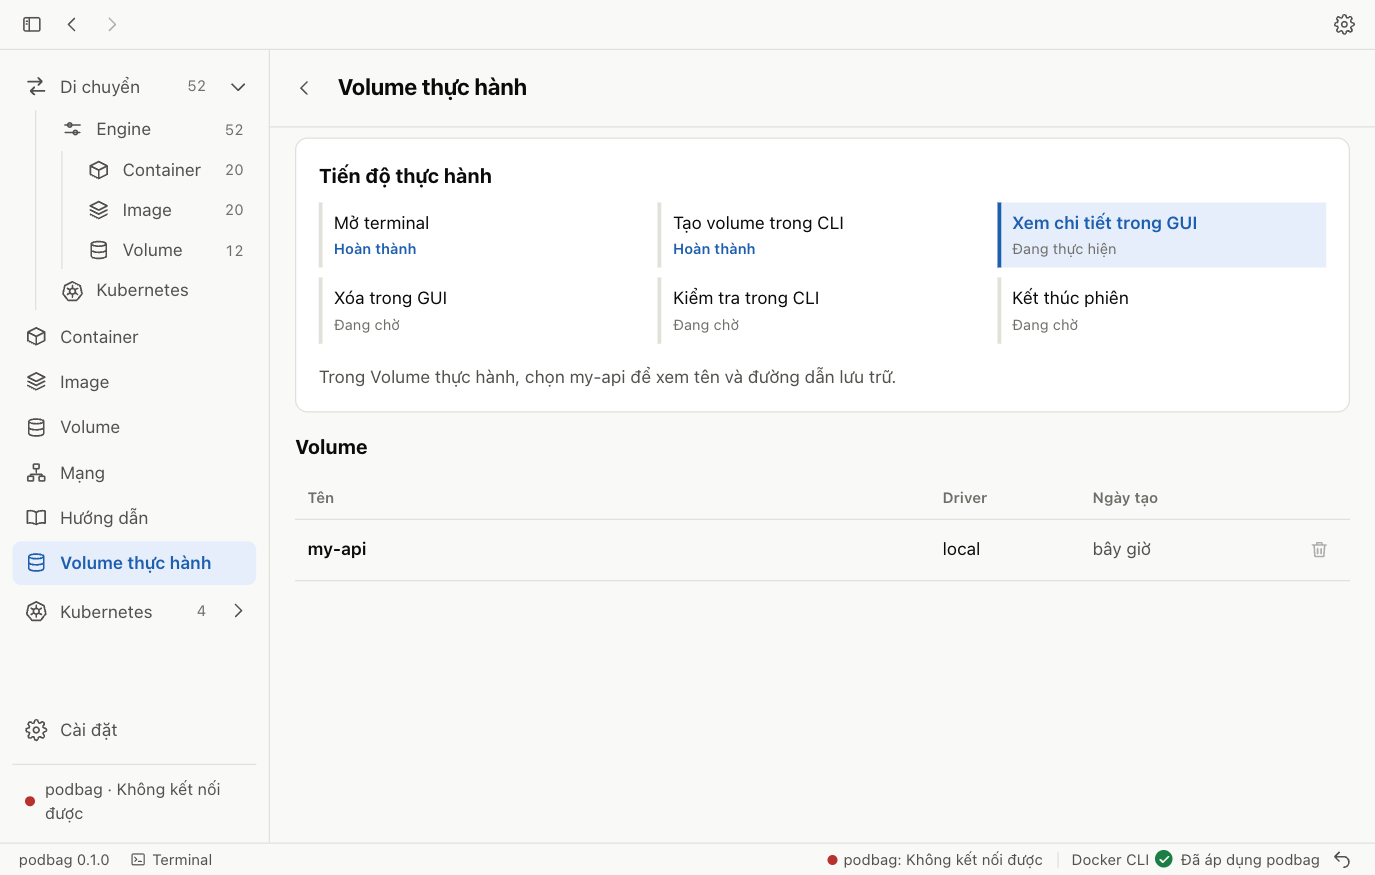 Di chuyển 52
Engine 52
Container 20
Image 20
Volume 12
Kubernetes
Container
Image
Volume
Mạng
Hướng dẫn
Volume thực hành
Kubernetes 4
Cài đặt
podbag · Không kết nối
được
Volume thực hành
Tiến độ thực hành
Mở terminal
Hoàn thành
Tạo volume trong CLI
Hoàn thành
Xem chi tiết trong GUI
Đang thực hiện
Xóa trong GUI
Đang chờ
Kiểm tra trong CLI
Đang chờ
Kết thúc phiên
Đang chờ
Trong Volume thực hành, chọn my-api để xem tên và đường dẫn lưu trữ.
Volume
Tên Driver Ngày tạo
my-api local bây giờ
podbag 0.1.0 Terminal podbag: Không kết nối được Docker CLI Đã áp dụng podbag